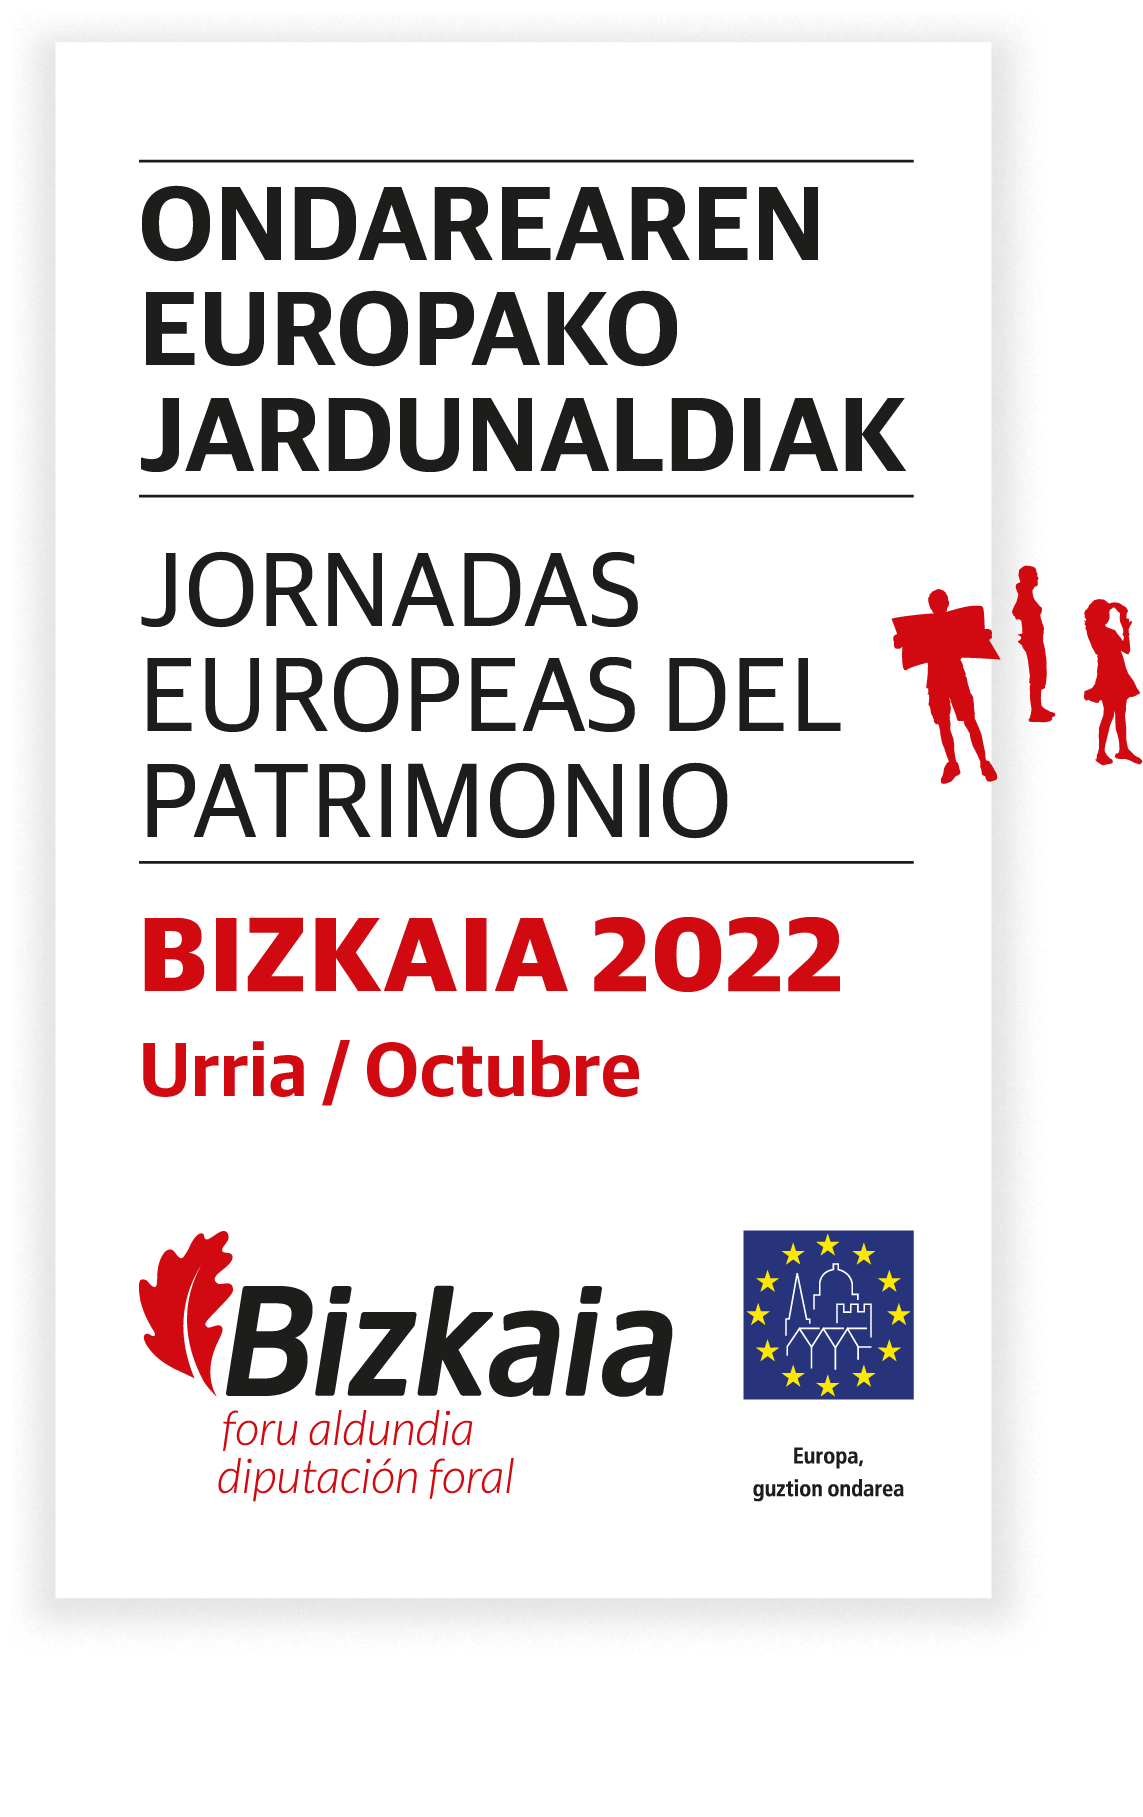 ONDAREAREN
EUROPAKO
JARDUNALDIAK
JORNADAS
EUROPEAS DEL
PATRIMONIO
BIZKAIA 2022
Urria / Octubre
Bizkaia
foru aldundia
diputación foral
Europa,
guztion ondarea